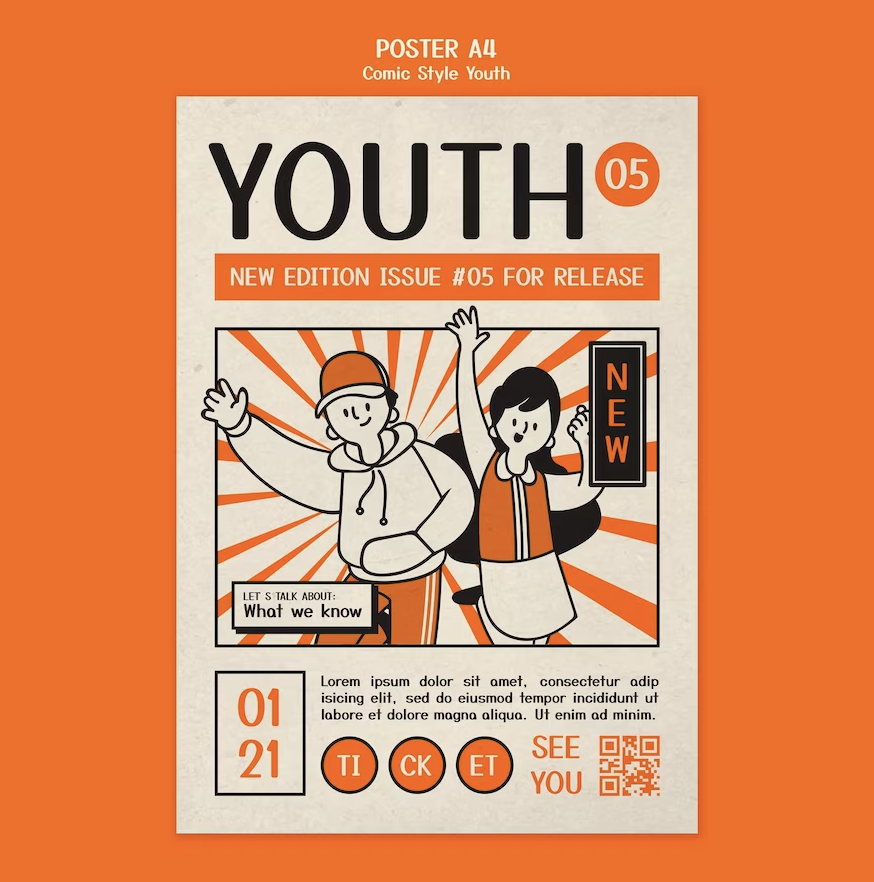 POSTER A4
Comic Style Youth
YOUTH
05
NEW EDITION ISSUE #05 FOR RELEASE
NEW
LET S TALK ABOUT:
What we know
01
21
Lorem ipsum dolor sit amet, consectetur adip
isicing elit, sed do eiusmod tempor incididunt ut
labore et dolore magna aliqua. Ut enim ad minim.
TI CK ET
SEE
YOU